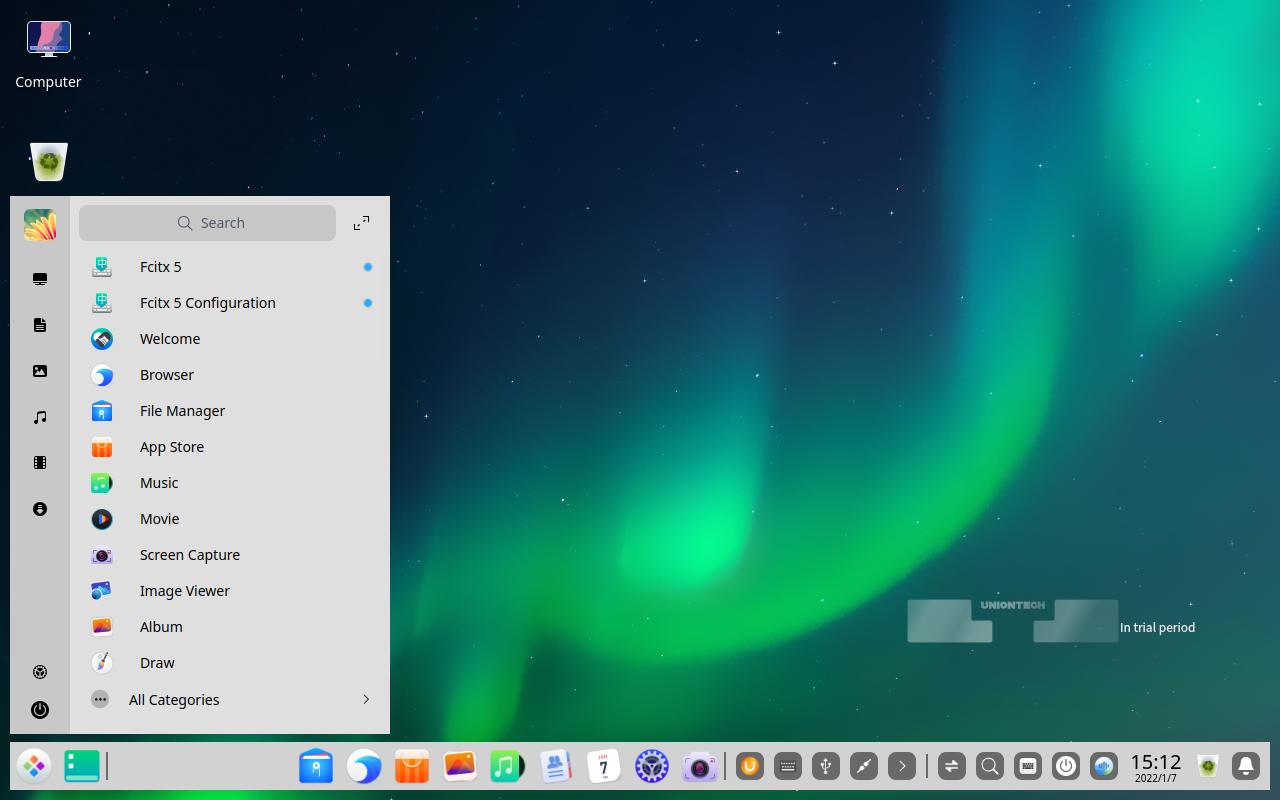 Computer
Search
Fcitx 5
Fcitx 5 Configuration
Welcome
Browser
File Manager
App Store
Music
Movie
Screen Capture
Image Viewer
Album
Draw
All Categories
UNIONTECH
In trial period
JAN
7
15:12
2022/1/7